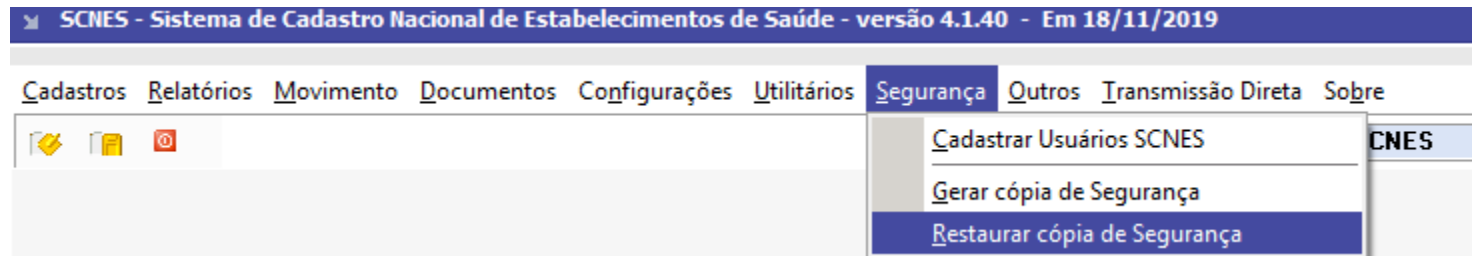 SCNES - Sistema de Cadastro Nacional de Estabelecimentos de Saúde - versão 4.1.40 - Em 18/11/2019
Cadastros Relatórios Movimento Documentos Configurações Utilitários Segurança Outros Transmissão Direta Sobre
Cadastrar Usuários SCNES
CNES
Gerar cópia de Segurança
Restaurar cópia de Segurança